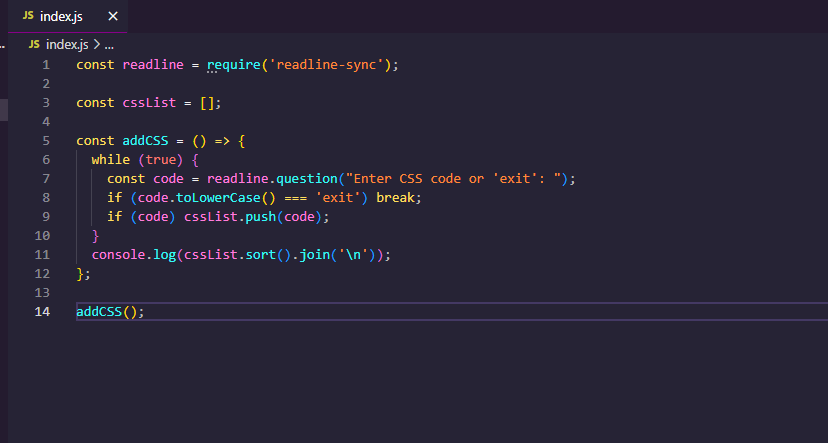 JS index.js ×
JS index.js > ...
1 const readline = require('readline-sync');
2
3 const cssList = [];
4
5 const addCSS = () => {
6   while (true) {
7     const code = readline.question("Enter CSS code or 'exit': ");
8     if (code.toLowerCase() === 'exit') break;
9     if (code) cssList.push(code);
10   }
11   console.log(cssList.sort().join('\n'));
12 };
13
14 addCSS();